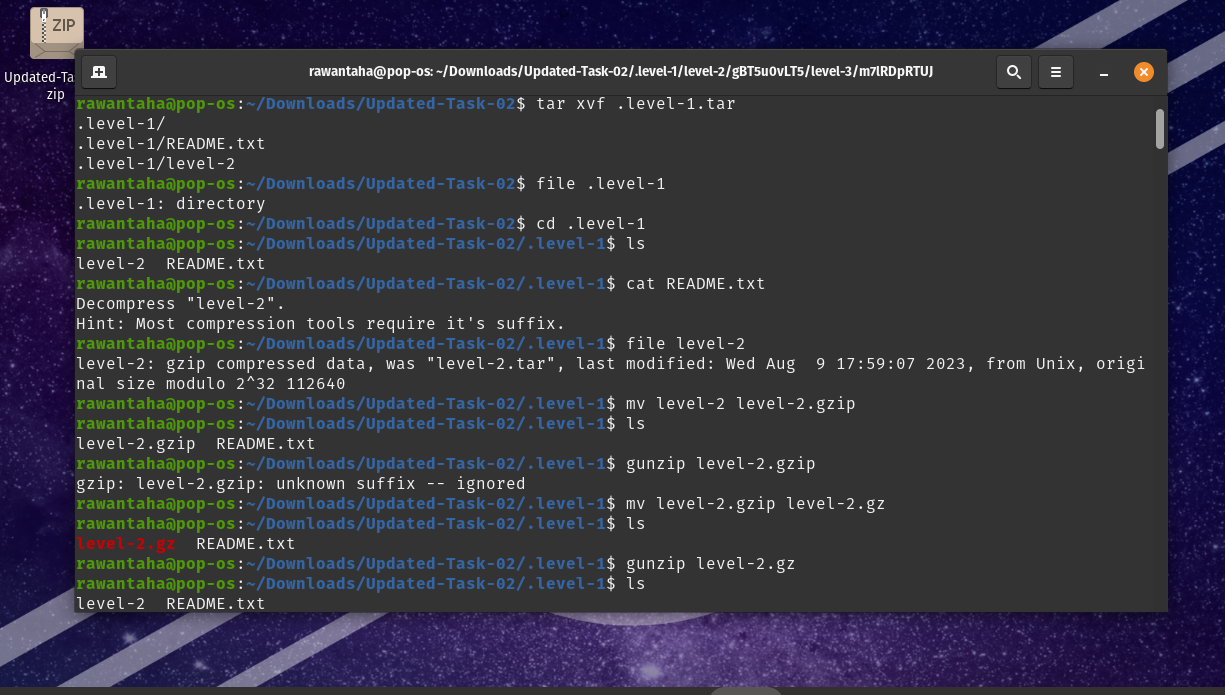 ZIP
Updated-Ta
zip
rawantaha@pop-os: ~/Downloads/Updated-Task-02/.level-1/level-2/gBT5u0vLT5/level-3/m7lRDpRTUJ
rawantaha@pop-os:~/Downloads/Updated-Task-02$ tar xvf .level-1.tar
.level-1/
.level-1/README.txt
.level-1/level-2
rawantaha@pop-os:~/Downloads/Updated-Task-02$ file .level-1
.level-1: directory
rawantaha@pop-os:~/Downloads/Updated-Task-02$ cd .level-1
rawantaha@pop-os:~/Downloads/Updated-Task-02/.level-1$ ls
level-2  README.txt
rawantaha@pop-os:~/Downloads/Updated-Task-02/.level-1$ cat README.txt
Decompress "level-2".
Hint: Most compression tools require it's suffix.
rawantaha@pop-os:~/Downloads/Updated-Task-02/.level-1$ file level-2
level-2: gzip compressed data, was "level-2.tar", last modified: Wed Aug  9 17:59:07 2023, from Unix, origi
nal size modulo 2^32 112640
rawantaha@pop-os:~/Downloads/Updated-Task-02/.level-1$ mv level-2 level-2.gzip
rawantaha@pop-os:~/Downloads/Updated-Task-02/.level-1$ ls
level-2.gzip  README.txt
rawantaha@pop-os:~/Downloads/Updated-Task-02/.level-1$ gunzip level-2.gzip
gzip: level-2.gzip: unknown suffix -- ignored
rawantaha@pop-os:~/Downloads/Updated-Task-02/.level-1$ mv level-2.gzip level-2.gz
rawantaha@pop-os:~/Downloads/Updated-Task-02/.level-1$ ls
level-2.gz  README.txt
rawantaha@pop-os:~/Downloads/Updated-Task-02/.level-1$ gunzip level-2.gz
rawantaha@pop-os:~/Downloads/Updated-Task-02/.level-1$ ls
level-2  README.txt